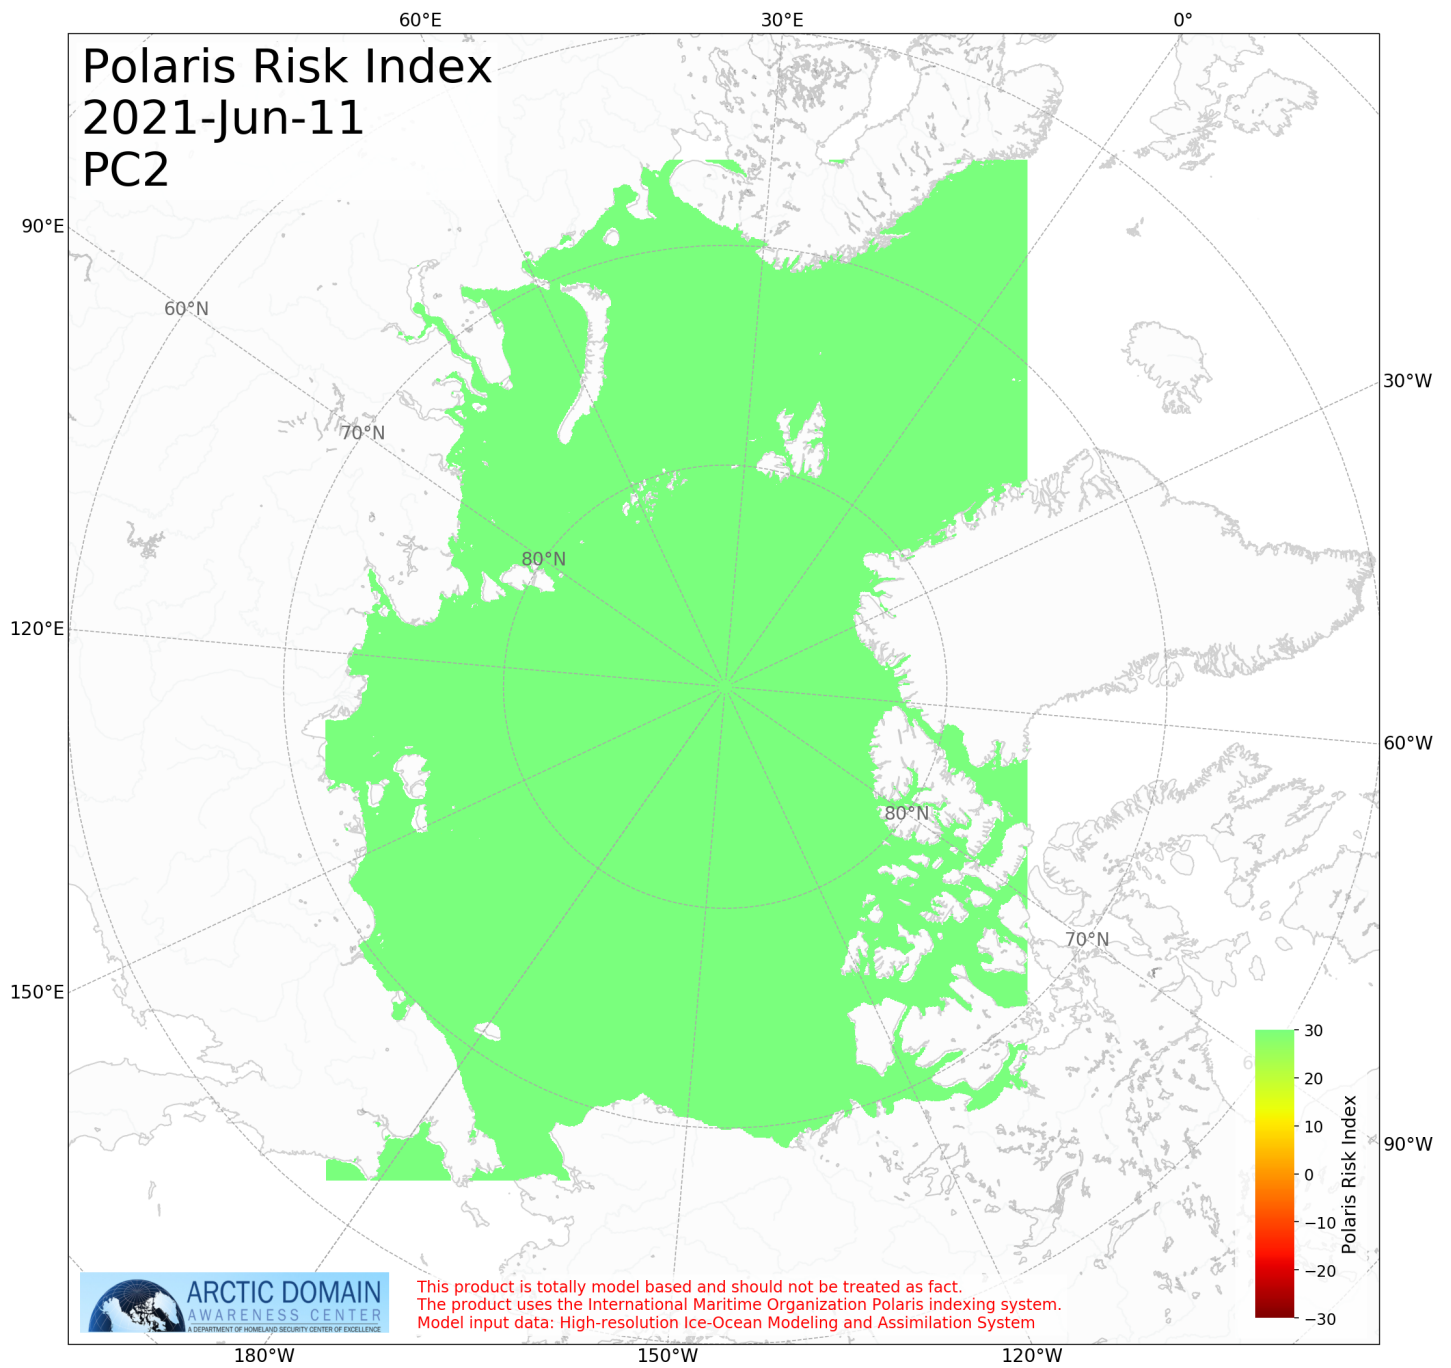 60°E 30°E 0°
Polaris Risk Index
2021-Jun-11
PC2
90°E
60°N
30°W
70°N
80°N
120°E
60°W
80°N
70°N
150°E
30
20
10
0
−10
−20
−30
Polaris Risk Index
90°W
ARCTIC DOMAIN
AWARENESS CENTER
A DEPARTMENT OF HOMELAND SECURITY CENTER OF EXCELLENCE
This product is totally model based and should not be treated as fact.
The product uses the International Maritime Organization Polaris indexing system.
Model input data: High-resolution Ice-Ocean Modeling and Assimilation System
180°W 150°W 120°W